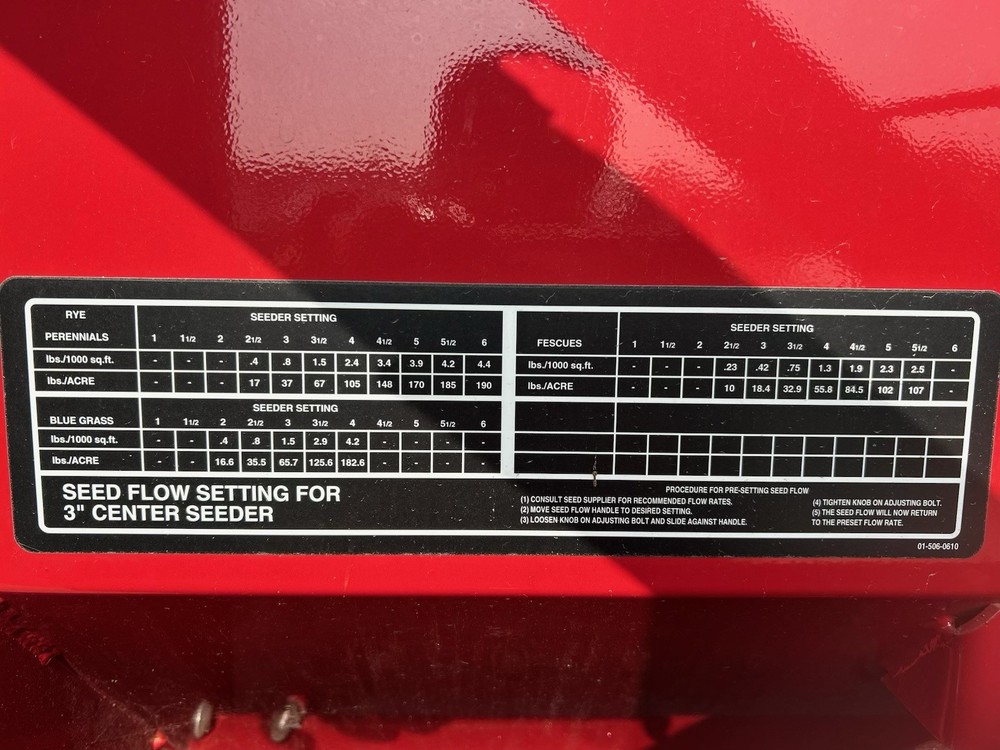 RYE
PERENNIALS SEEDER SETTING
1 1 1/2 2 2 1/2 3 3 1/2 4 4 1/2 5 5 1/2 6
lbs./1000 sq.ft. - - - .4 .8 1.5 2.4 3.4 3.9 4.2 4.4
lbs./ACRE - - - 17 37 67 105 148 170 185 190
SEEDER SETTING
BLUE GRASS 1 1 1/2 2 2 1/2 3 3 1/2 4 4 1/2 5 5 1/2 6
lbs./1000 sq.ft. - - .4 .8 1.5 2.9 4.2 - - - -
lbs./ACRE - - 16.6 35.5 65.7 125.6 182.6 - - - -
SEEDER SETTING
FESCUES 1 1 1/2 2 2 1/2 3 3 1/2 4 4 1/2 5 5 1/2 6
lbs./1000 sq.ft. - - - .23 .42 .75 1.3 1.9 2.3 2.5 -
lbs./ACRE - - - 10 18.4 32.9 55.8 84.5 102 107 -
SEED FLOW SETTING FOR
3" CENTER SEEDER
PROCEDURE FOR PRE-SETTING SEED FLOW
(1) CONSULT SEED SUPPLIER FOR RECOMMENDED FLOW RATES.
(2) MOVE SEED FLOW HANDLE TO DESIRED SETTING.
(3) LOOSEN KNOB ON ADJUSTING BOLT AND SLIDE AGAINST HANDLE.
(4) TIGHTEN KNOB ON ADJUSTING BOLT.
(5) THE SEED FLOW WILL NOW RETURN
TO THE PRESET FLOW RATE.
01-506-0610